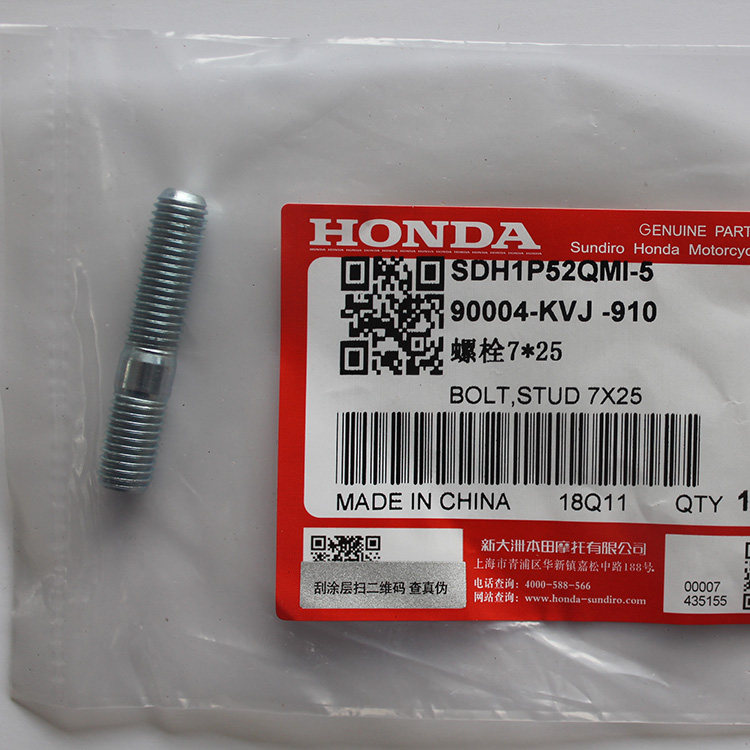 HONDA
GENUINE PART
Sundiro Honda Motorcyc
SDH1P52QMI-5
90004-KVJ -910
螺栓7*25
BOLT,STUD 7X25
MADE IN CHINA 18Q11 QTY 1
新大洲本田摩托有限公司
上海市青浦区华新镇嘉松中路188号
电话查询：4000-588-566
网站查询：www.honda-sundiro.com
刮涂层扫二维码 查真伪
00007
435155